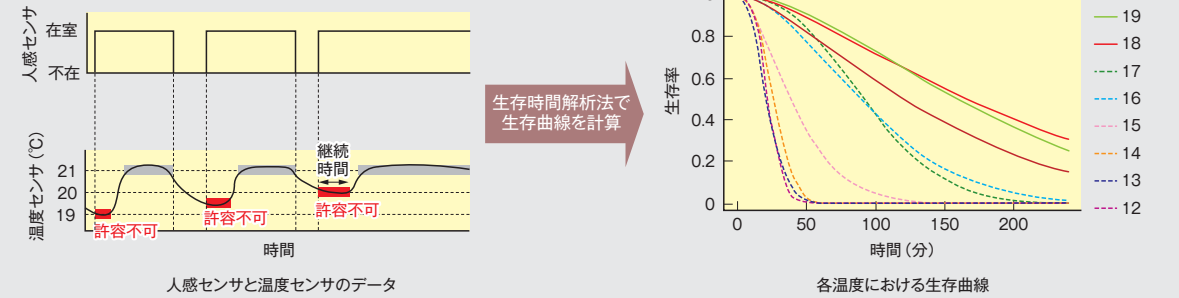 人感センサ
在室
不在
温度センサ(℃)
21
20
19
継続
時間
許容不可
許容不可
許容不可
時間
人感センサと温度センサのデータ
生存時間解析法で
生存曲線を計算
生存率
0.8
0.6
0.4
0.2
0
0
50
100
150
200
時間(分)
19
18
17
16
15
14
13
12
各温度における生存曲線